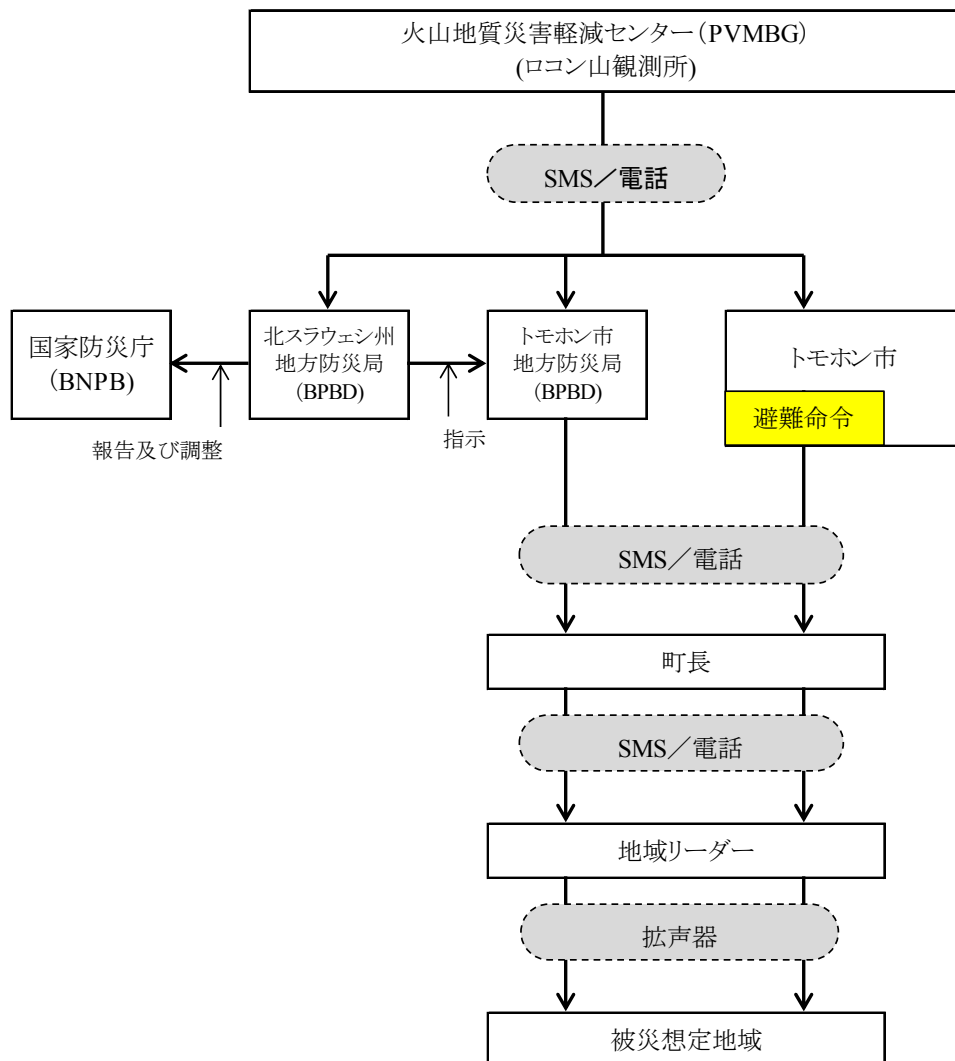 火山地質災害軽減センター（PVMBG）
(ロコン山観測所)
SMS／電話
国家防災庁
（BNPB）
北スラウェシ州
地方防災局
(BPBD)
トモホン市
地方防災局
(BPBD)
トモホン市
避難命令
報告及び調整
指示
SMS／電話
町長
SMS／電話
地域リーダー
拡声器
被災想定地域